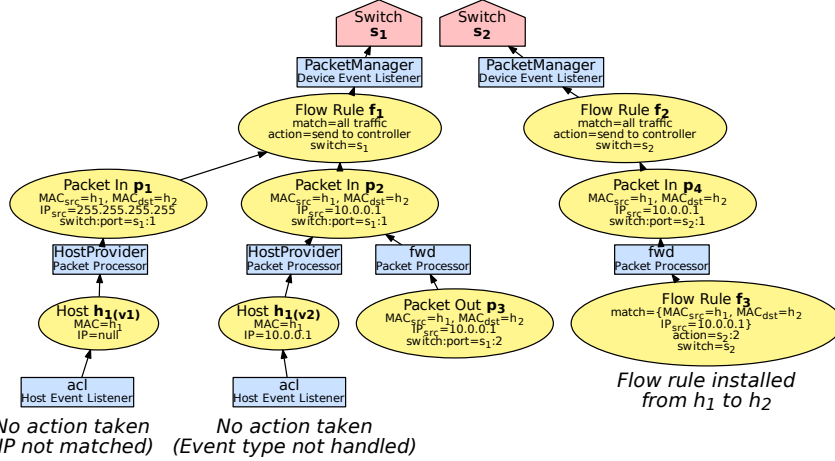 Switch
s1
Switch
s2
PacketManager
Device Event Listener
PacketManager
Device Event Listener
Flow Rule f1
match=all traffic
action=send to controller
switch=s1
Flow Rule f2
match=all traffic
action=send to controller
switch=s2
Packet In p1
MACsrc=h1, MACdst=h2
IPsrc=255.255.255.255
switch:port=s1:1
Packet In p2
MACsrc=h1, MACdst=h2
IPsrc=10.0.0.1
switch:port=s1:1
Packet In p4
MACsrc=h1, MACdst=h2
IPsrc=10.0.0.1
switch:port=s2:1
HostProvider
Packet Processor
HostProvider
Packet Processor
fwd
Packet Processor
fwd
Packet Processor
Host h1(v1)
MAC=h1
IP=null
Host h1(v2)
MAC=h1
IP=10.0.0.1
Packet Out p3
MACsrc=h1, MACdst=h2
IPsrc=10.0.0.1
switch:port=s1:2
Flow Rule f3
match={MACsrc=h1, MACdst=h2
IPsrc=10.0.0.1}
action=s2:2
switch=s2
acl
Host Event Listener
acl
Host Event Listener
Flow rule installed
from h1 to h2
No action taken
IP not matched)
No action taken
(Event type not handled)